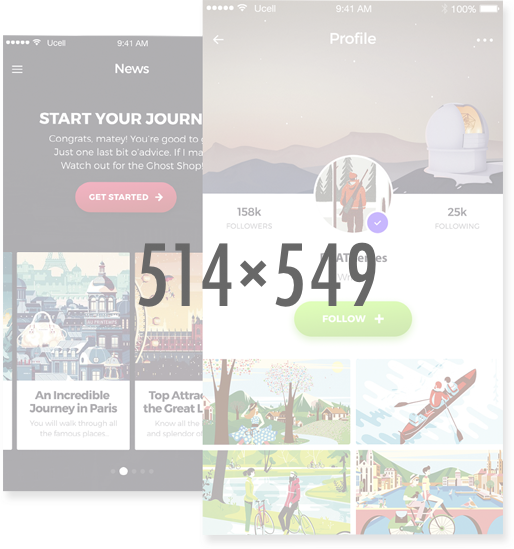 Ucell 9:41 AM
News
START YOUR JOURN
Congrats, matey! You're good to
Just one last bit o'advice. If I ma
Watch out for the Ghost Shop!
GET STARTED
An Incredible
Journey in Paris
You will walk through all
the famous places...
Top Attrac
the Great L
Know all the
and splendor o
Ucell 9:41 AM 100%
Profile
158k
FOLLOWERS
25k
FOLLOWING
514×549
FOLLOW +